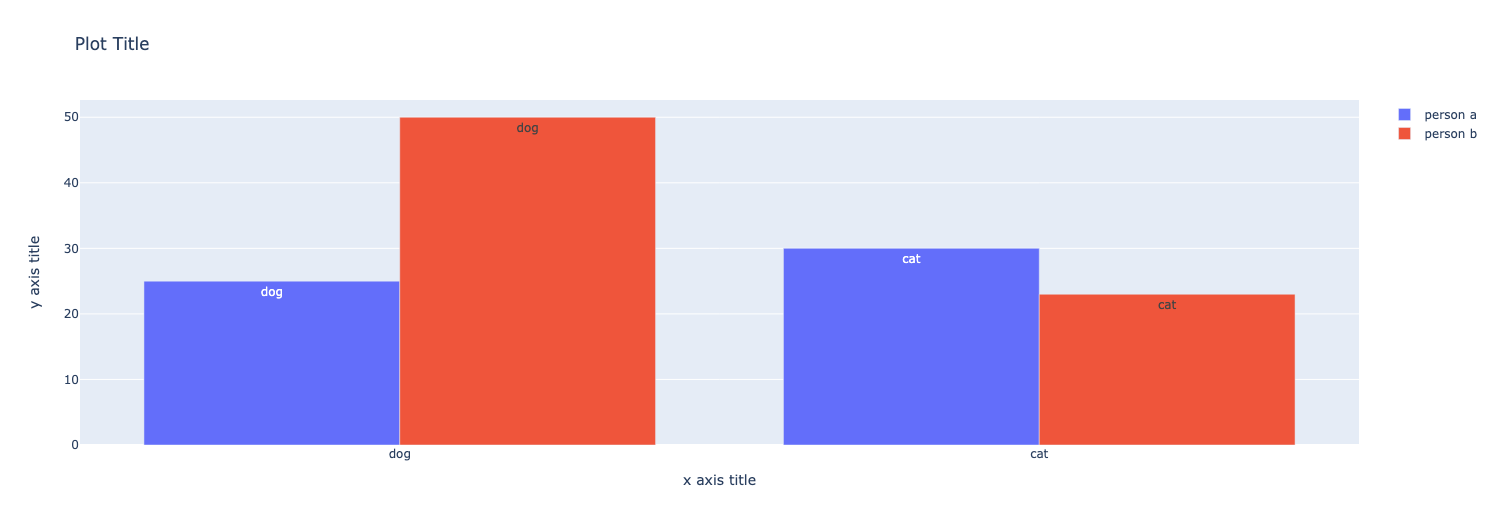 Plot Title
person a
person b
y axis title
50
40
30
20
10
0
dog
dog
cat
cat
dog
cat
x axis title